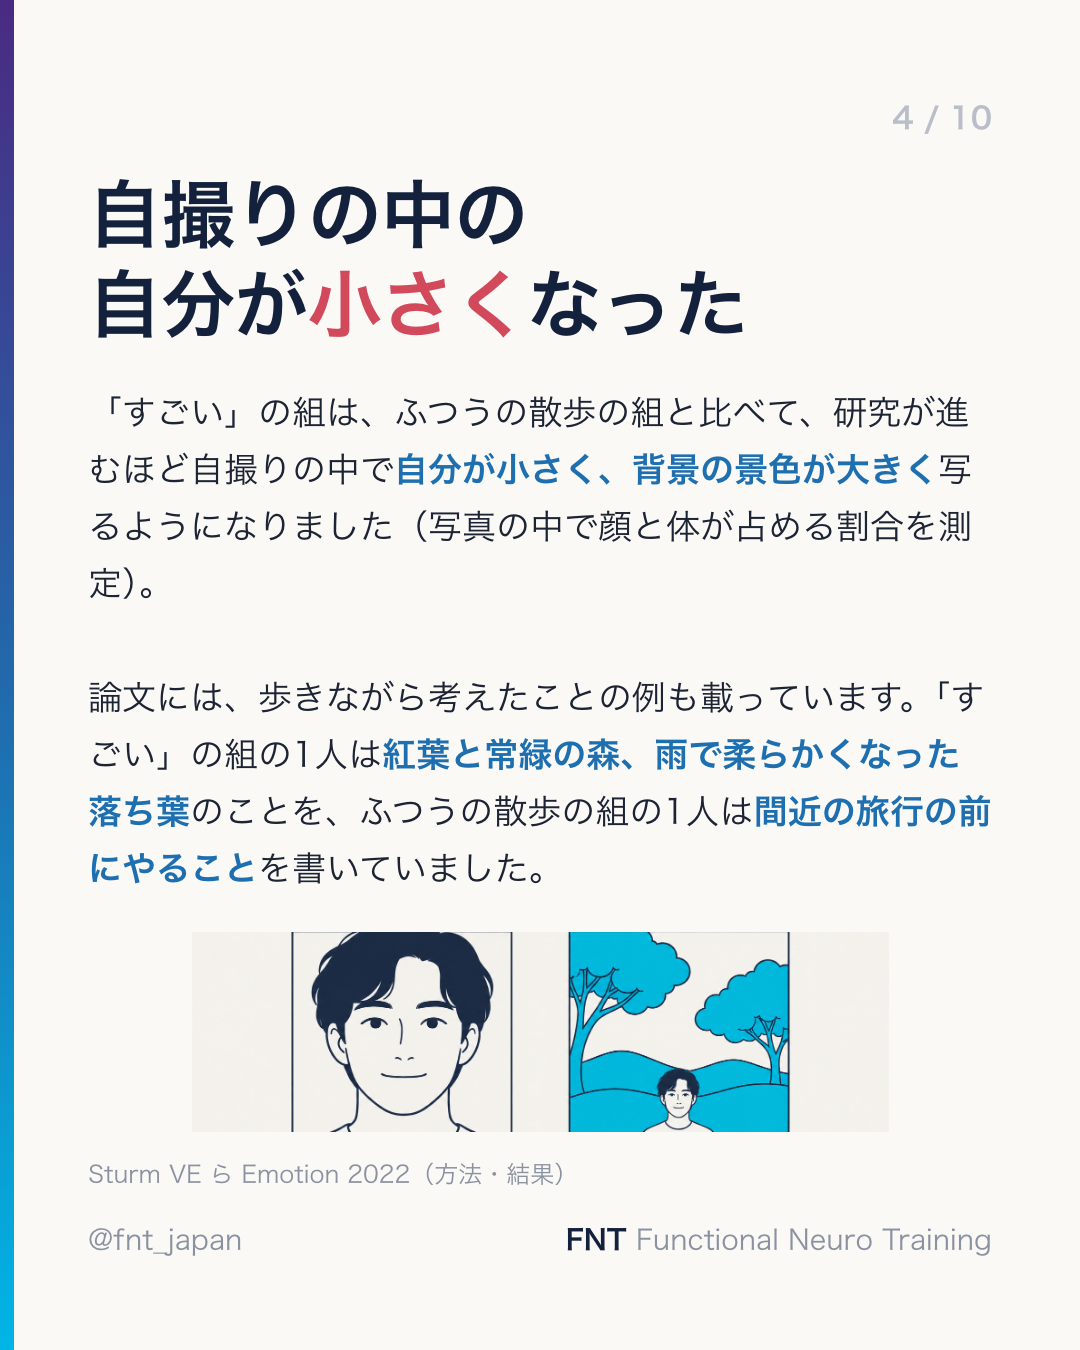 4 / 10
自撮りの中の
自分が小さくなった
「すごい」の組は、ふつうの散歩の組と比べて、研究が進
むほど自撮りの中で自分が小さく、背景の景色が大きく写
るようになりました（写真の中で顔と体が占める割合を測
定）。
論文には、歩きながら考えたことの例も載っています。「す
ごい」の組の1人は紅葉と常緑の森、雨で柔らかくなった
落ち葉のことを、ふつうの散歩の組の1人は間近の旅行の前
にやることを書いていました。
Sturm VE ら Emotion 2022（方法・結果）
@fnt_japan
FNT Functional Neuro Training